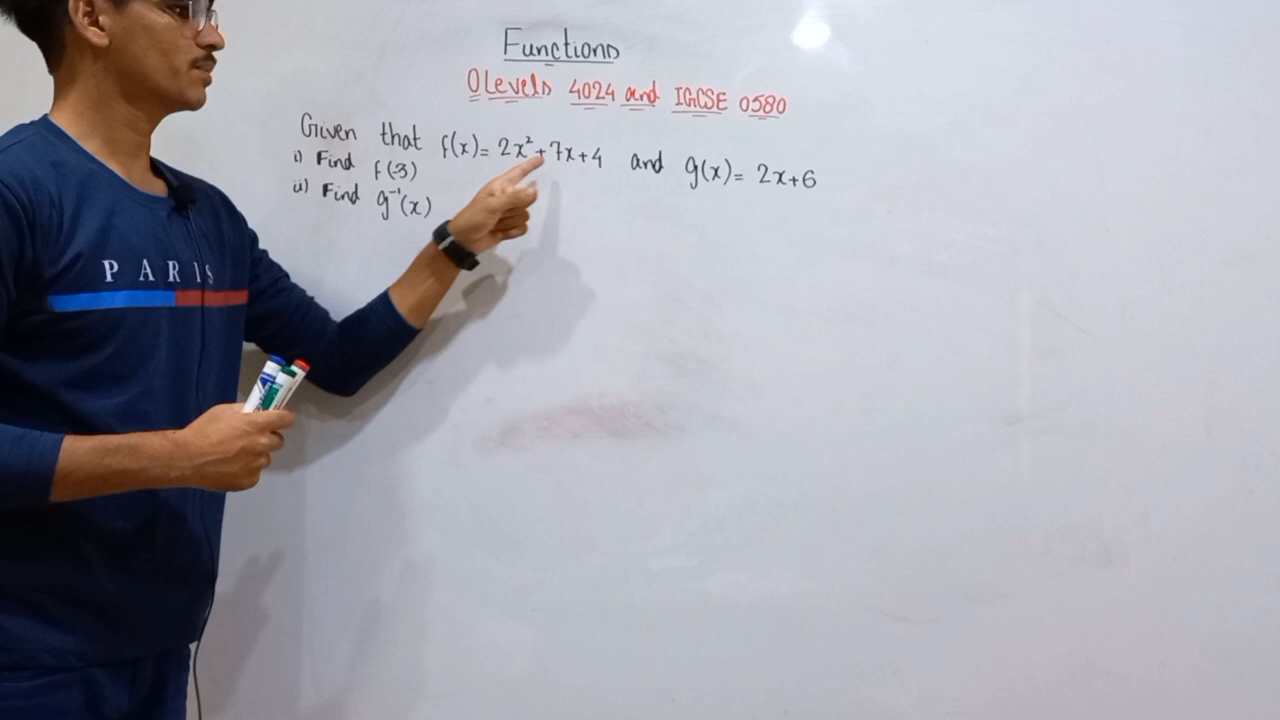 Functions
OLevels 4024 and IGCSE 0580
Given that f(x)= 2x²+7x+4 and g(x)= 2x+6
i) Find f(-3)
ii) Find g⁻¹(x)
PARIS